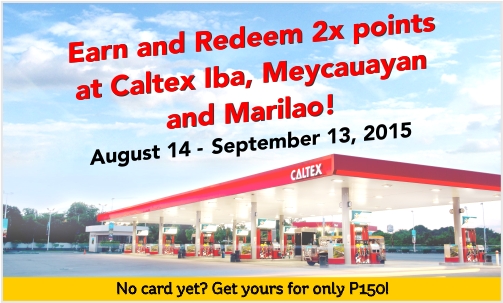 Earn and Redeem 2x points
at Caltex Iba, Meycauayan
and Marilao!
August 14 - September 13, 2015
CALTEX
No card yet? Get yours for only P150!